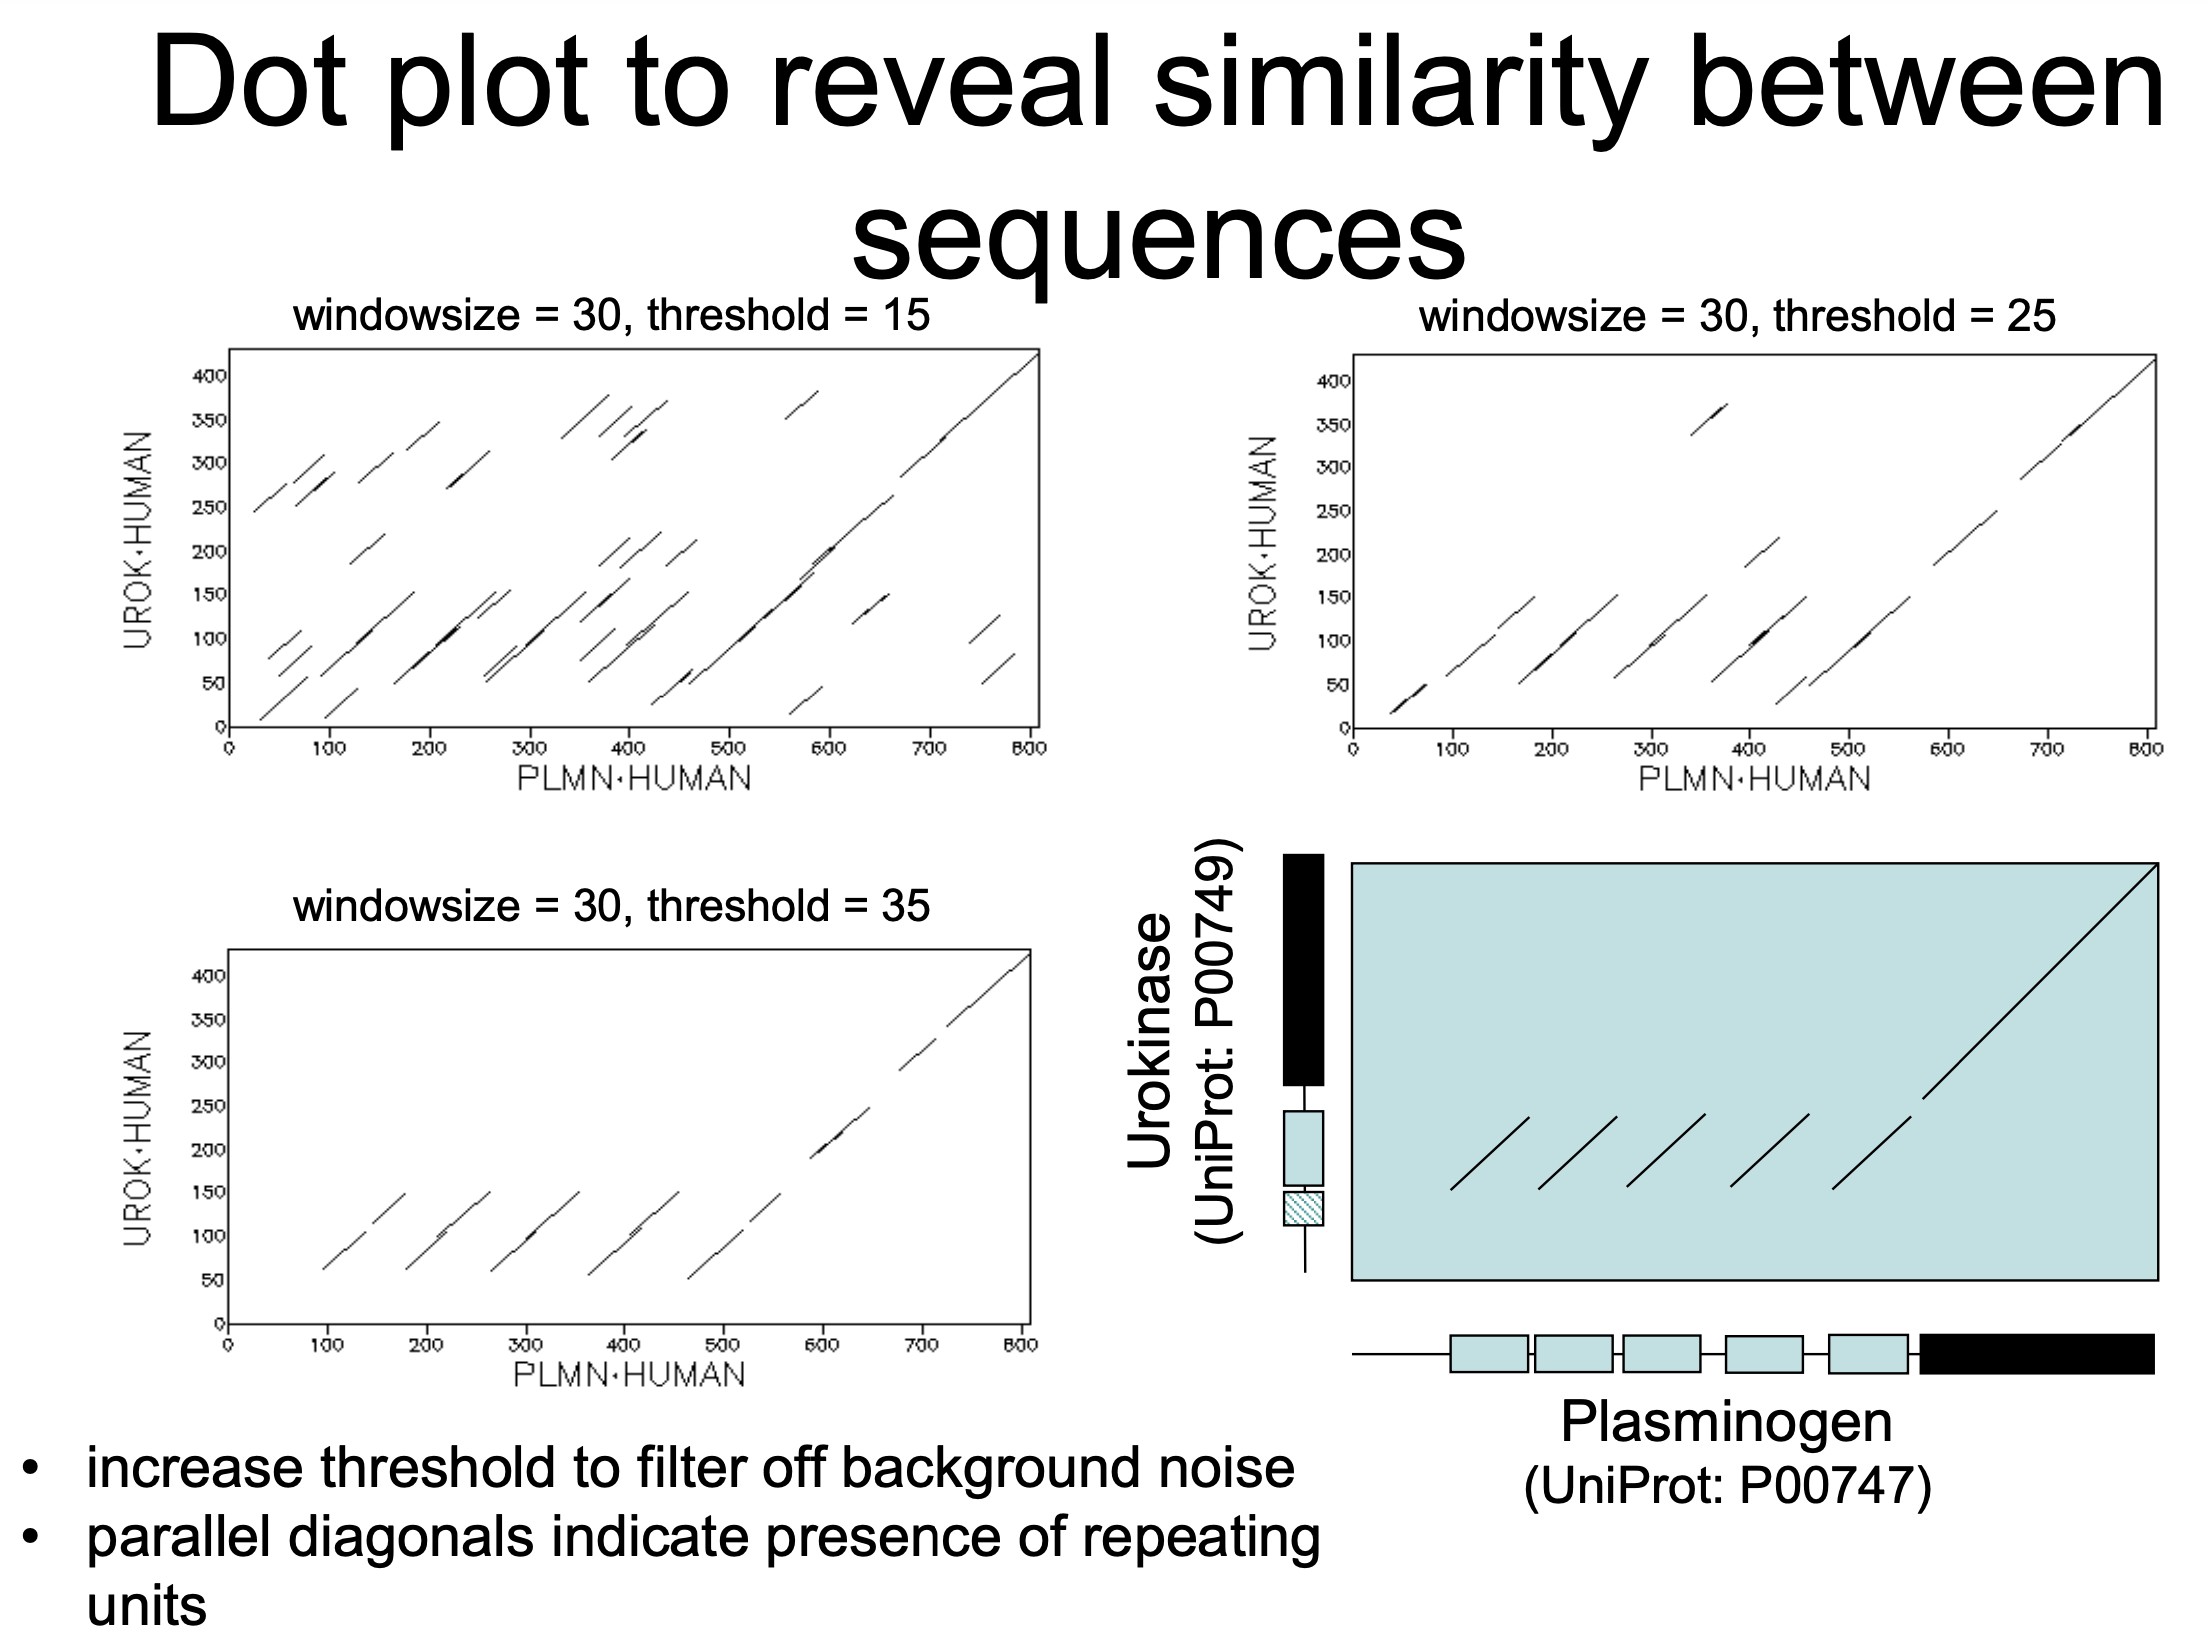 Dot plot to reveal similarity between
sequences
windowsize = 30, threshold = 15
400
350
300
250
200
150
100
50
0
UROK·HUMAN
0 100 200 300 400 500 600 700 800
PLMN·HUMAN
windowsize = 30, threshold = 25
400
350
300
250
200
150
100
50
0
UROK·HUMAN
0 100 200 300 400 500 600 700 800
PLMN·HUMAN
windowsize = 30, threshold = 35
400
350
300
250
200
150
100
50
0
UROK·HUMAN
0 100 200 300 400 500 600 700 800
PLMN·HUMAN
Urokinase
(UniProt: P00749)
Plasminogen
(UniProt: P00747)
• increase threshold to filter off background noise
• parallel diagonals indicate presence of repeating
units